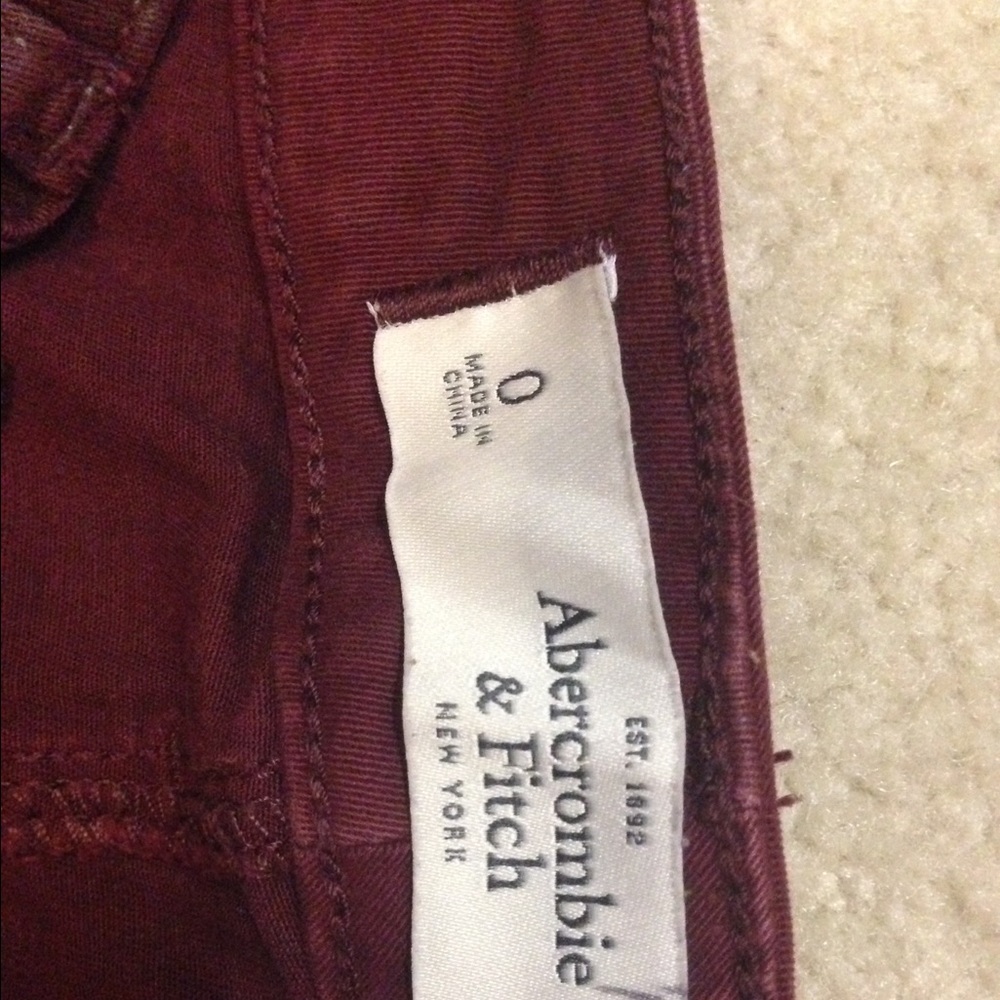 0
MADE IN
CHINA
EST. 1892
Abercrombie
& Fitch
NEW YORK